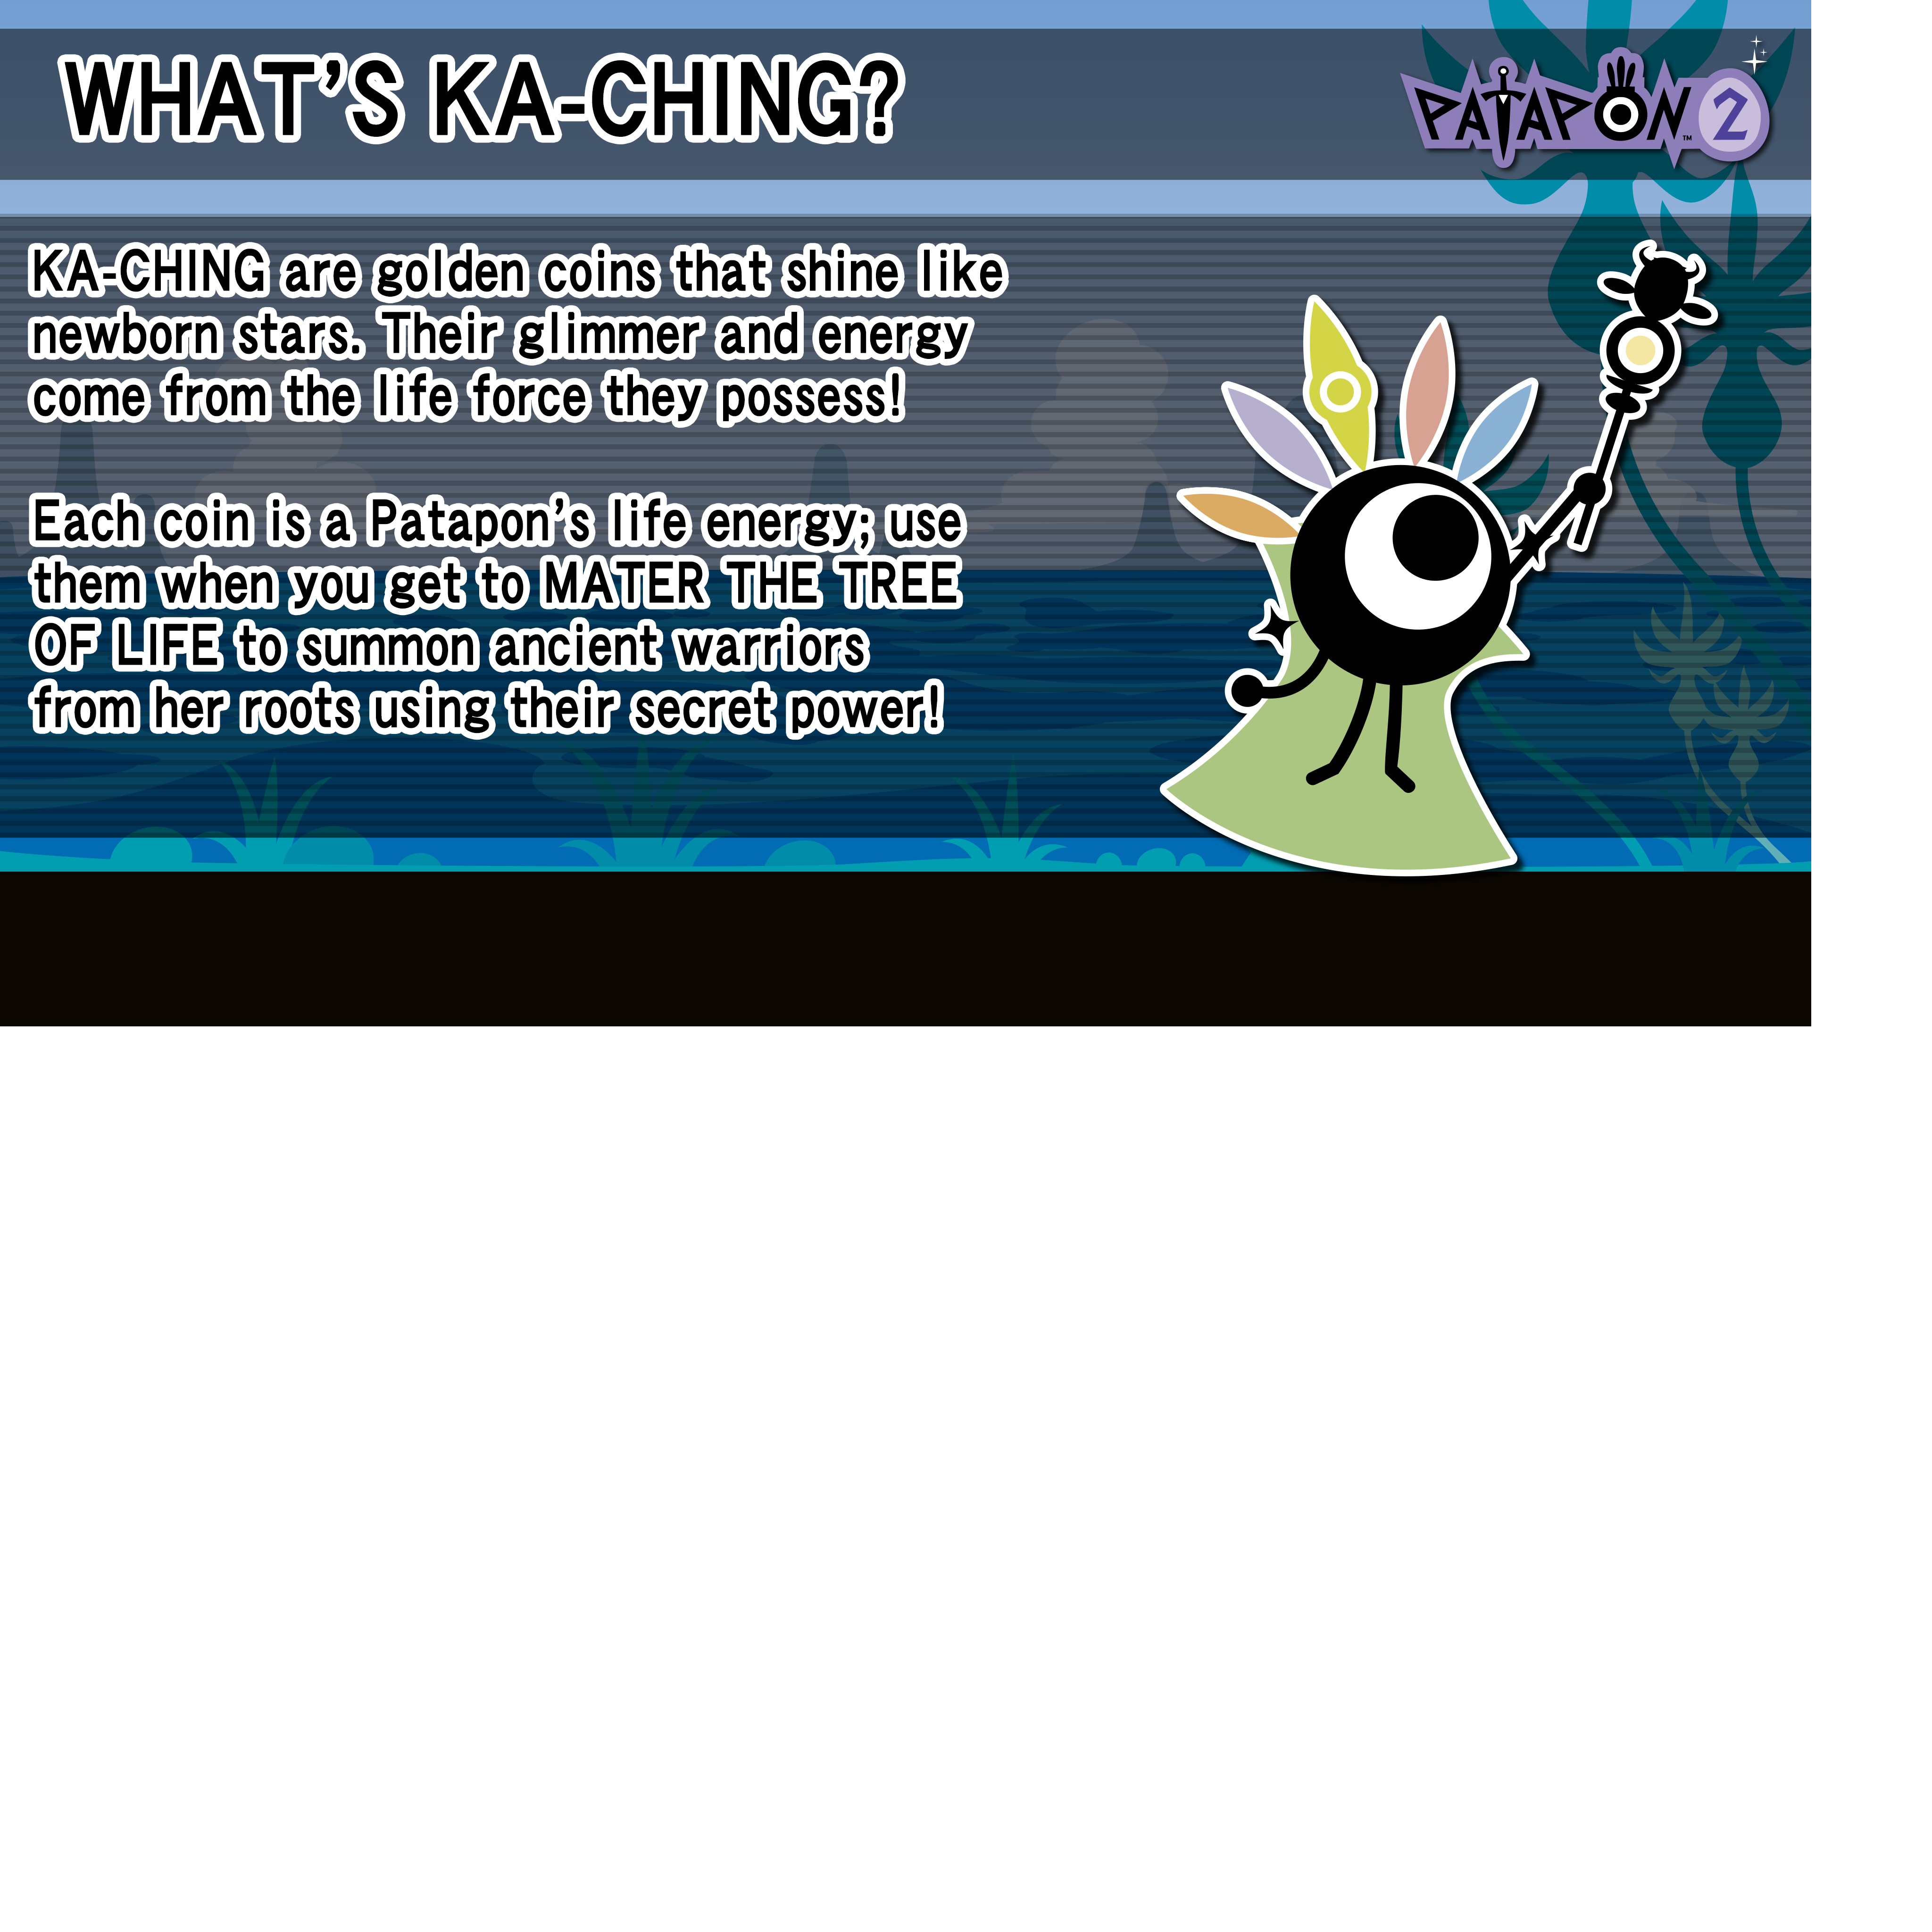 WHAT'S KA-CHING?
PATAPON™ 2
KA-CHING are golden coins that shine like
newborn stars. Their glimmer and energy
come from the life force they possess!
Each coin is a Patapon's life energy; use
them when you get to MATER THE TREE
OF LIFE to summon ancient warriors
from her roots using their secret power!